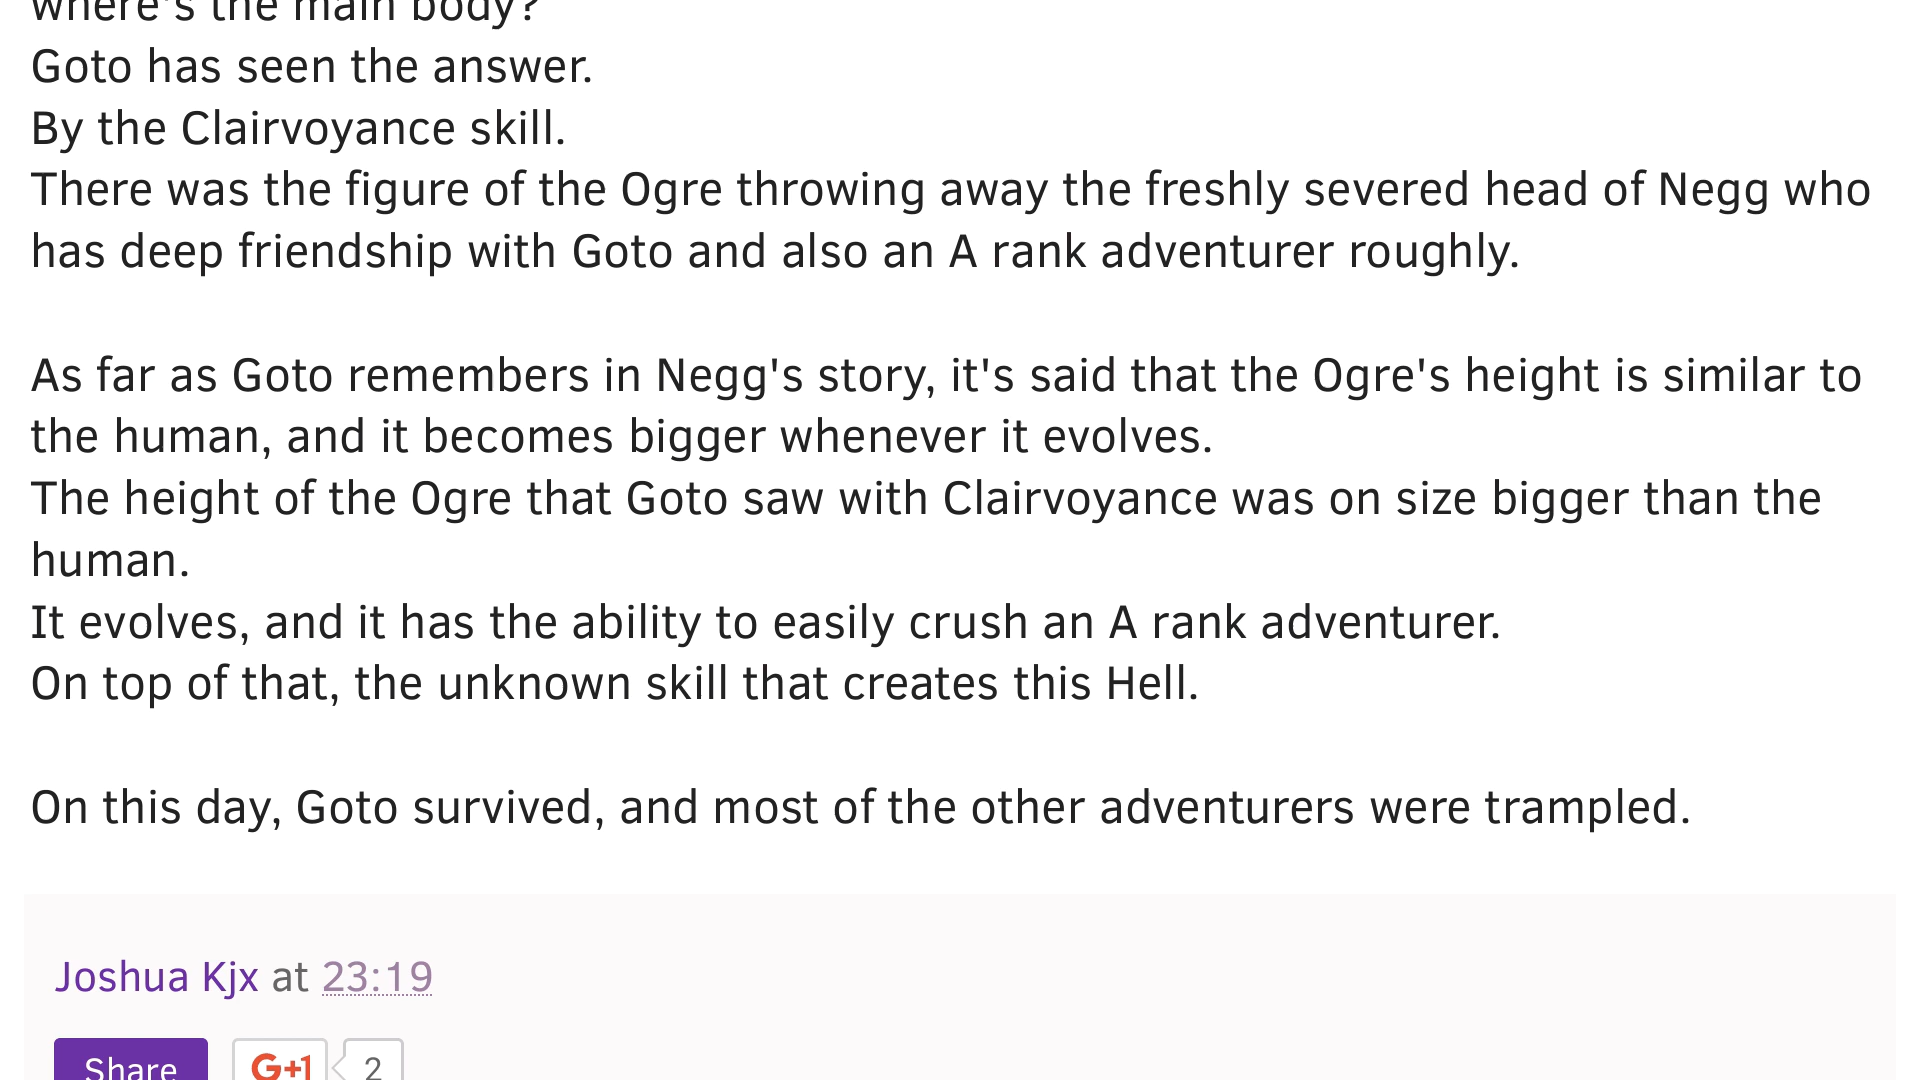 where's the main body?
Goto has seen the answer.
By the Clairvoyance skill.
There was the figure of the Ogre throwing away the freshly severed head of Negg who
has deep friendship with Goto and also an A rank adventurer roughly.
As far as Goto remembers in Negg's story, it's said that the Ogre's height is similar to
the human, and it becomes bigger whenever it evolves.
The height of the Ogre that Goto saw with Clairvoyance was on size bigger than the
human.
It evolves, and it has the ability to easily crush an A rank adventurer.
On top of that, the unknown skill that creates this Hell.
On this day, Goto survived, and most of the other adventurers were trampled.
Joshua Kjx at 23:19
Share G+1 2